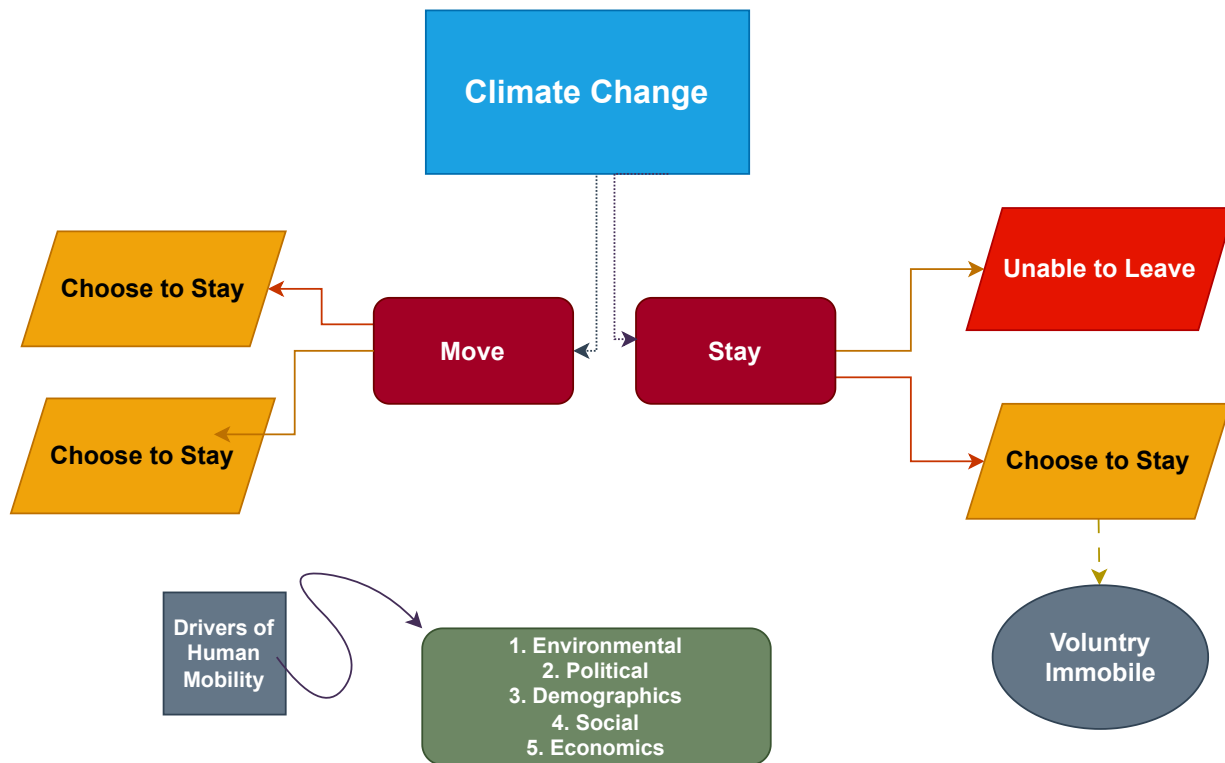 Climate Change
Choose to Stay
Unable to Leave
Move
Stay
Choose to Stay
Choose to Stay
Drivers of
Human
Mobility
1. Environmental
2. Political
3. Demographics
4. Social
5. Economics
Voluntry
Immobile